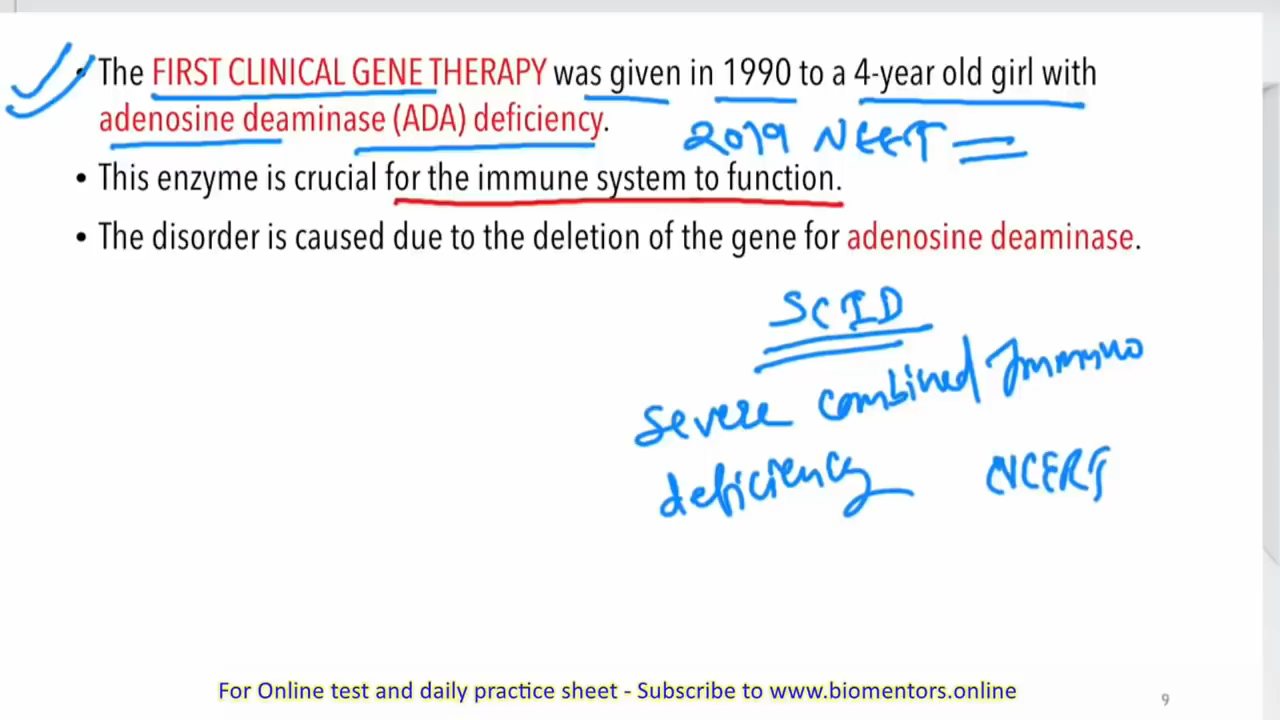 • The FIRST CLINICAL GENE THERAPY was given in 1990 to a 4-year old girl with
adenosine deaminase (ADA) deficiency.
2019 NEET
• This enzyme is crucial for the immune system to function.
• The disorder is caused due to the deletion of the gene for adenosine deaminase.
SCID
severe combined Immuno
deficiency NCERT
For Online test and daily practice sheet - Subscribe to www.biomentors.online
9